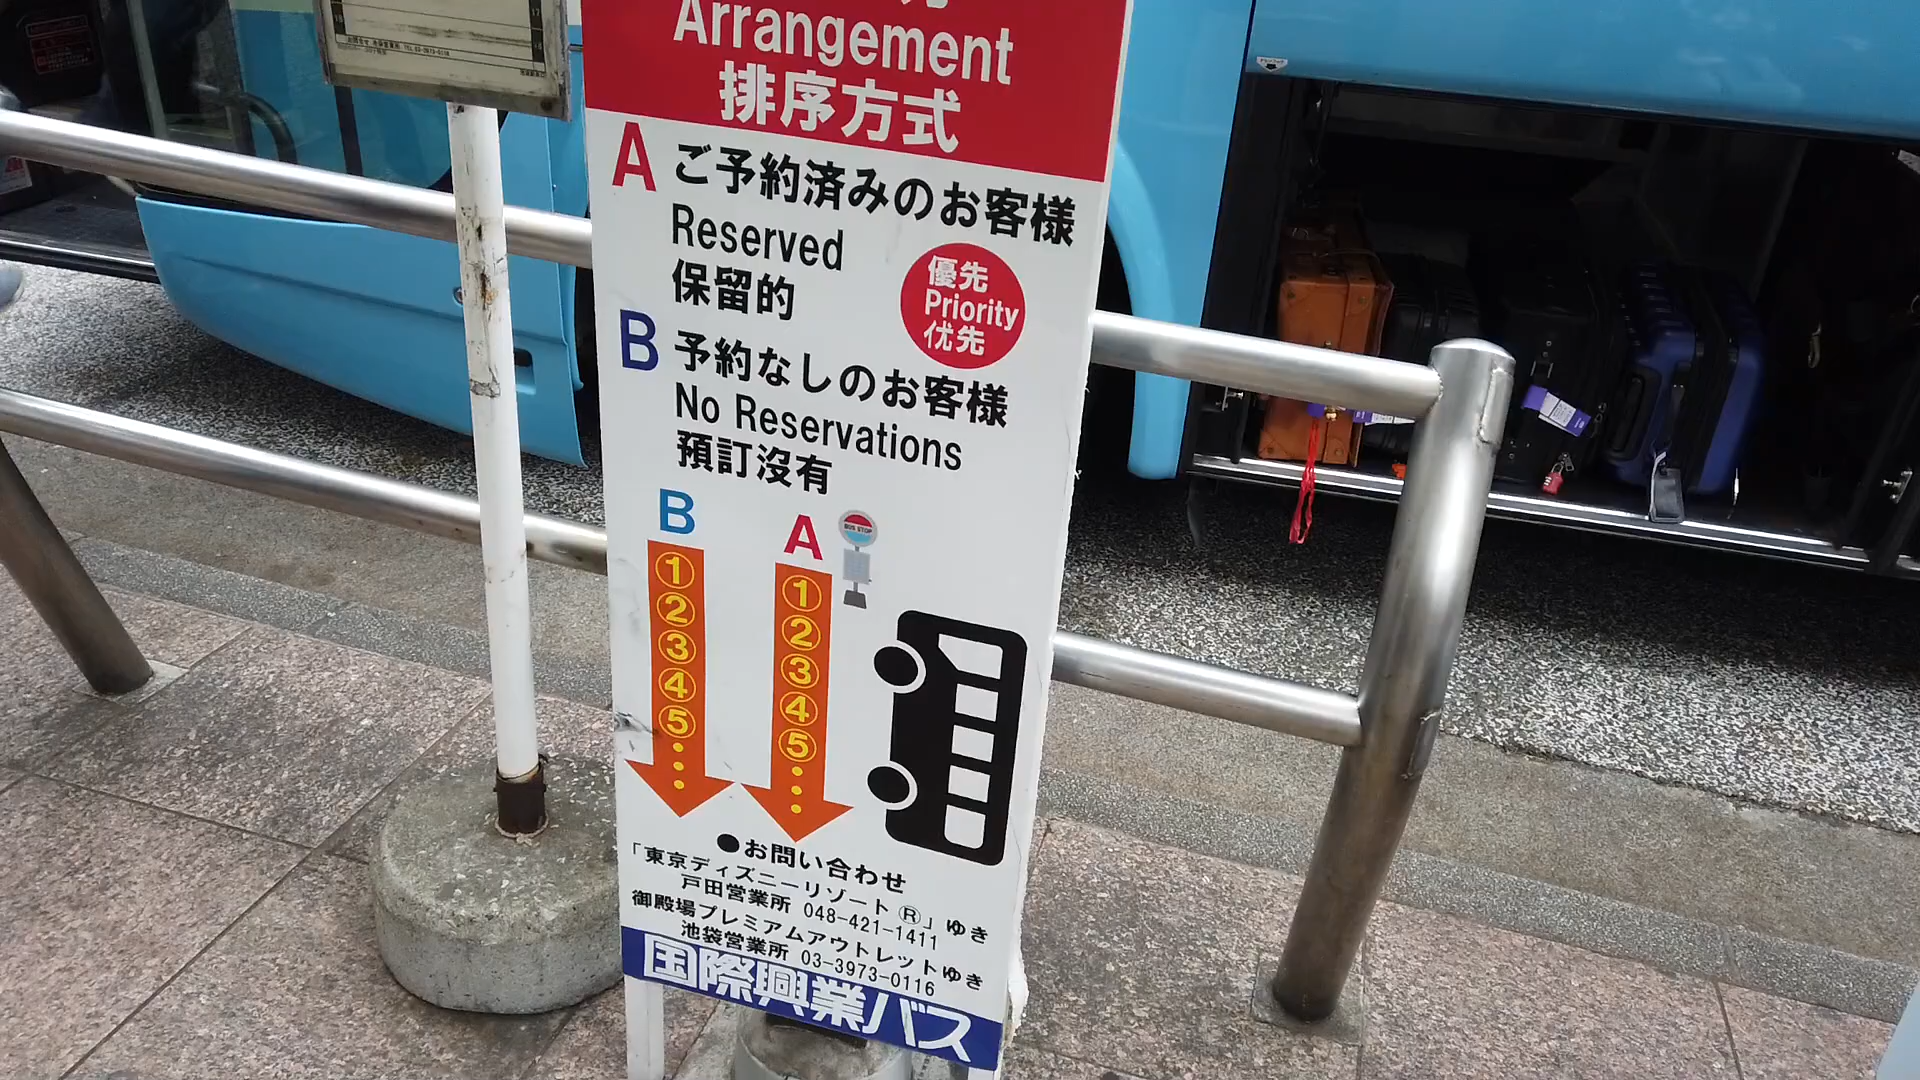 Arrangement
排序方式
A ご予約済みのお客様
Reserved
保留的
優先
Priority
优先
B 予約なしのお客様
No Reservations
預訂沒有
B
A
BUS STOP
①
②
③
④
⑤
①
②
③
④
⑤
●お問い合わせ
「東京ディズニーリゾート®」ゆき
戸田営業所 048-421-1411
御殿場プレミアムアウトレットゆき
池袋営業所 03-3973-0116
国際興業バス